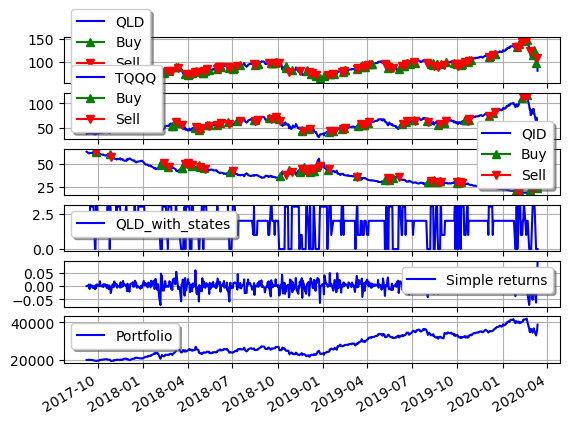 QLD
Buy
Sell
150
100
TQQQ
Buy
Sell
100
50
QID
Buy
Sell
50
25
QLD_with_states
2.5
0.0
Simple returns
0.05
0.00
−0.05
Portfolio
40000
20000
2017-10
2018-01
2018-04
2018-07
2018-10
2019-01
2019-04
2019-07
2019-10
2020-01
2020-04